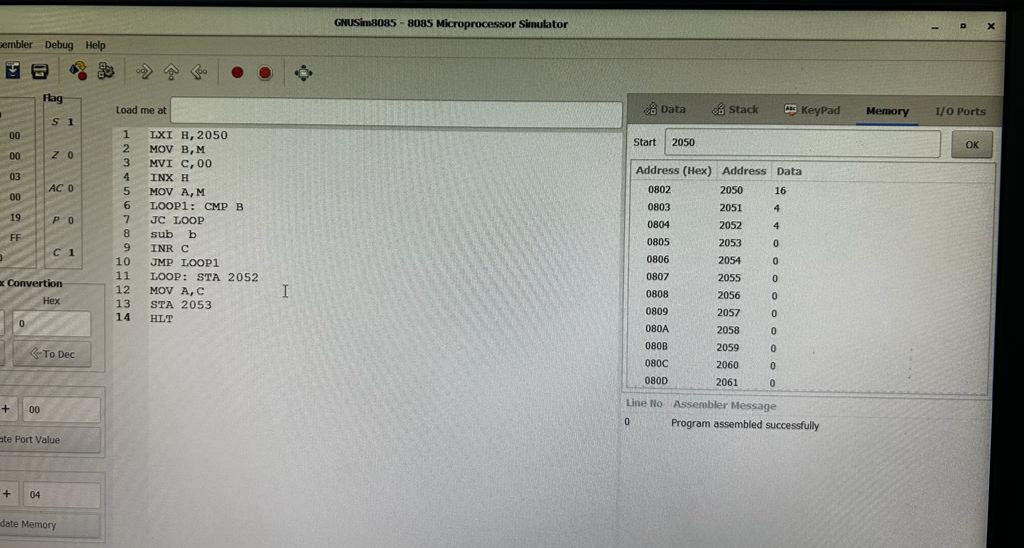 GNUSim8085 - 8085 Microprocessor Simulator
Debug Help
Flag
S 1
00
Z 0
00
03
AC 0
00
19
P 0
FF
C 1
Load me at
1 LXI H,2050
2 MOV B,M
3 MVI C,00
4 INX H
5 MOV A,M
6 LOOP1: CMP B
7 JC LOOP
8 sub b
9 INR C
10 JMP LOOP1
11 LOOP: STA 2052
12 MOV A,C
13 STA 2053
14 HLT
Convertion
Hex
0
To Dec
+ 00
Port Value
+ 04
Memory
Data Stack KeyPad Memory I/O Ports
Start 2050 OK
Address (Hex) Address Data
0802 2050 16
0803 2051 4
0804 2052 4
0805 2053 0
0806 2054 0
0807 2055 0
0808 2056 0
0809 2057 0
080A 2058 0
080B 2059 0
080C 2060 0
080D 2061 0
Line No Assembler Message
0 Program assembled successfully